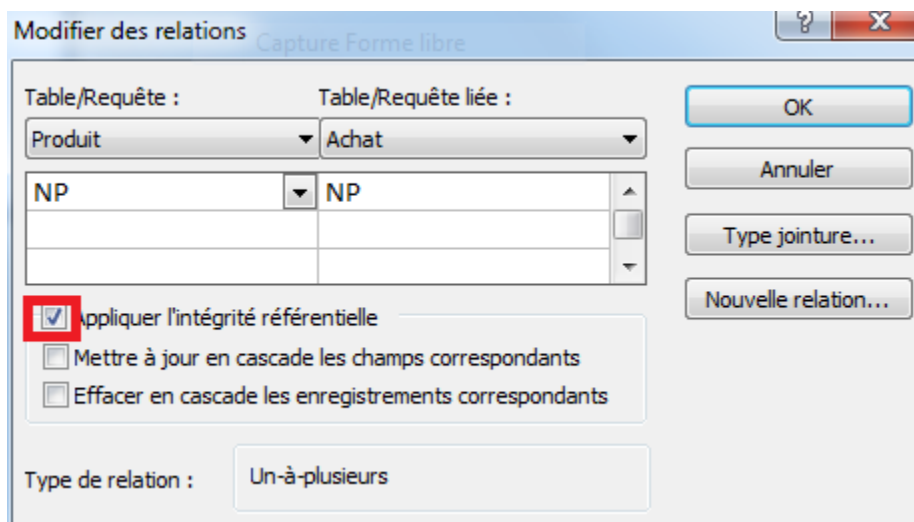 Modifier des relations
Capture Forme libre
Table/Requête :
Table/Requête liée :
OK
Produit
Achat
Annuler
NP
NP
Type jointure...
Nouvelle relation...
Appliquer l'intégrité référentielle
Mettre à jour en cascade les champs correspondants
Effacer en cascade les enregistrements correspondants
Type de relation :
Un-à-plusieurs